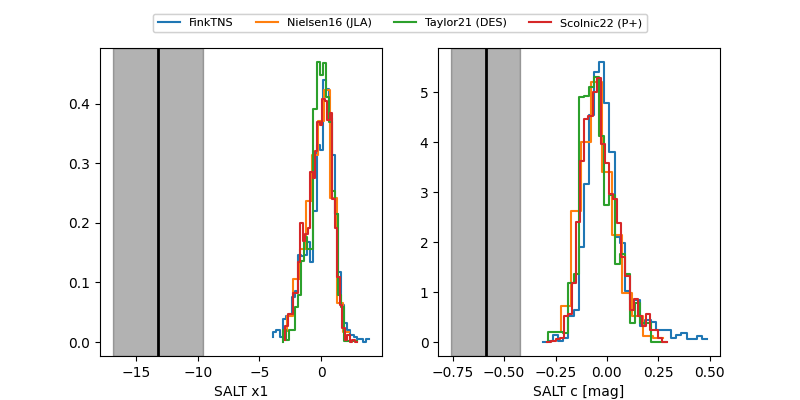 FinkTNS Nielsen16 (JLA) Taylor21 (DES) Scolnic22 (P+)
0.4
0.3
0.2
0.1
0.0
−15 −10 −5 0
SALT x1
5
4
3
2
1
0
−0.75 −0.50 −0.25 0.00 0.25 0.50
SALT c [mag]